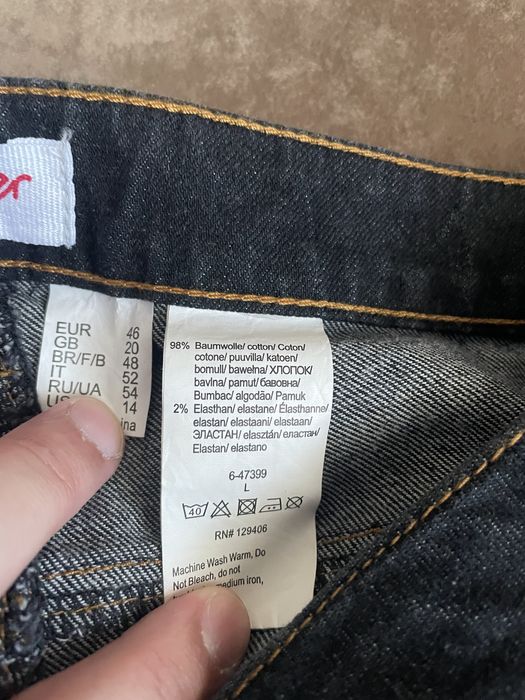 er
EUR 46
GB 20
BR/F/B 48
IT 52
RU/UA 54
US 14
ina
98% Baumwolle/ cotton/ Coton/
cotone/ puuvilla/ katoen/
bomull/ bawełna/ ХЛОПОК/
bavlna/ pamut/ бавовна/
Bumbac/ algodão/ Pamuk
2% Elasthan/ elastane/ Élasthanne/
elastan/ elastaani/ elastaan/
ЭЛАСТАН/ elasztán/ еластан/
Elastan/ elastano
6-47399
L
40
RN# 129406
Machine Wash Warm, Do
Not Bleach, do not
medium iron,